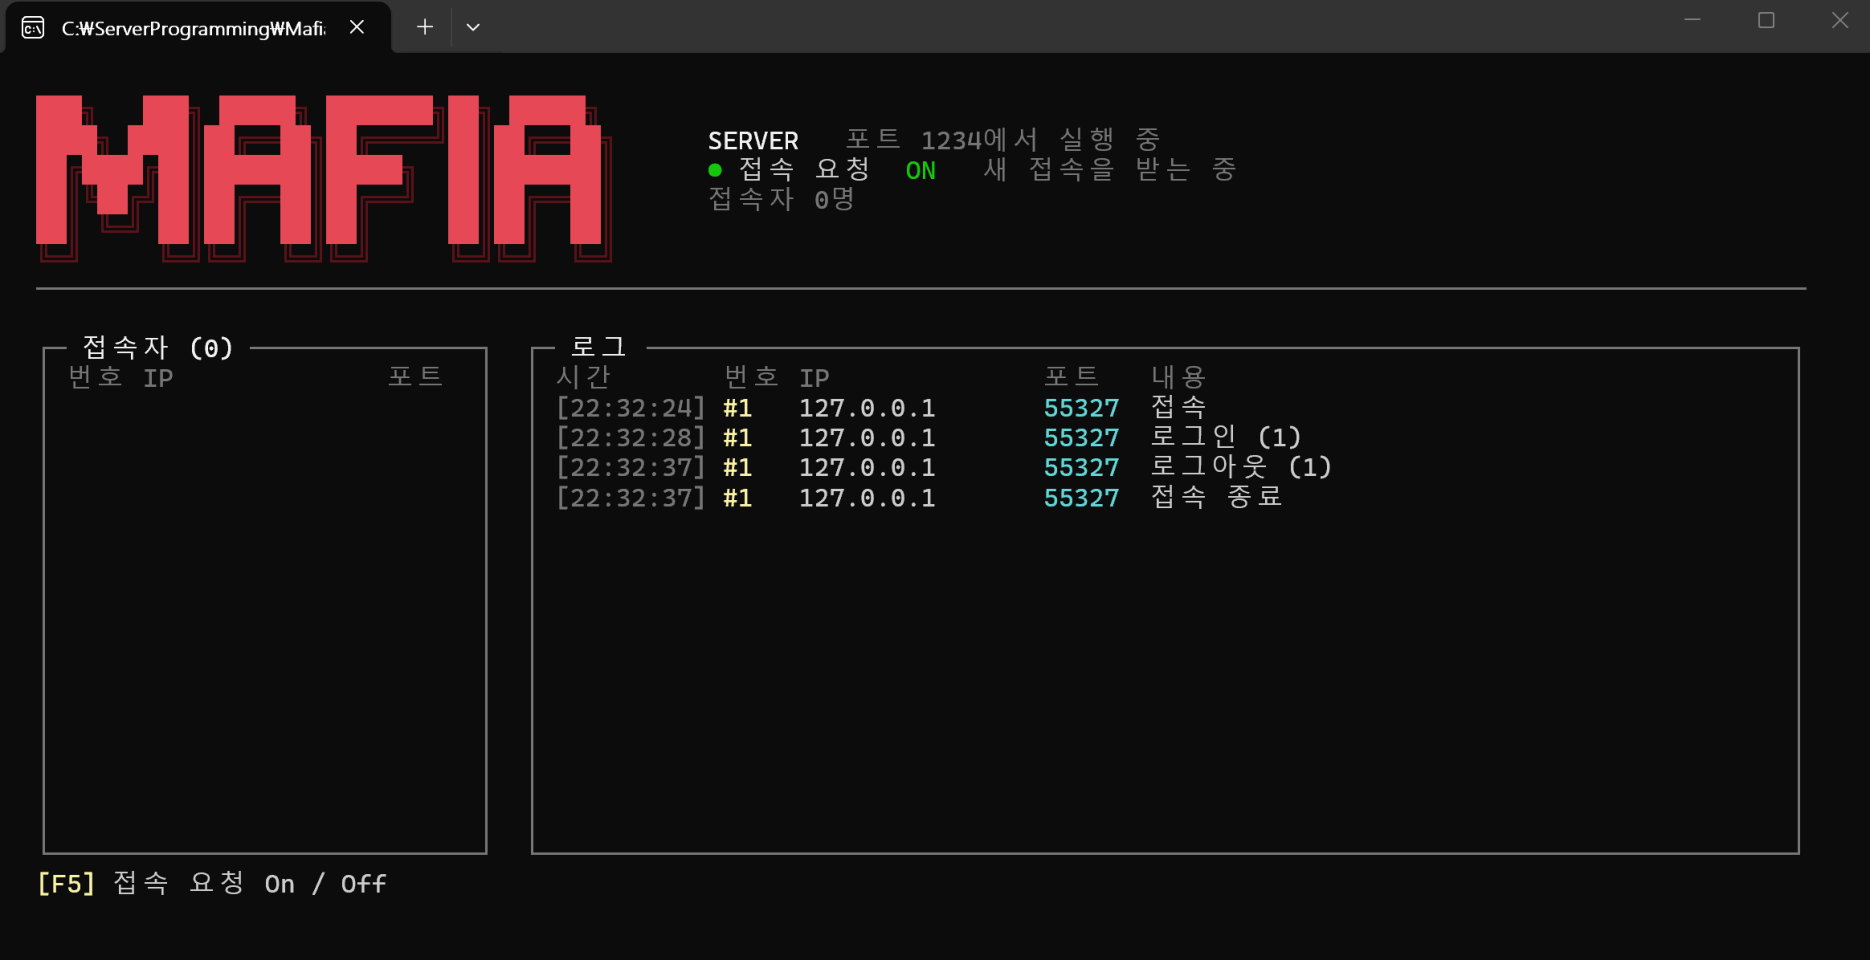 C:₩ServerProgramming₩Mafi
MAFIA
SERVER 포트 1234에서 실행 중
● 접속 요청 ON 새 접속을 받는 중
접속자 0명
접속자 (0)
번호 IP 포트
로그
시간 번호 IP 포트 내용
[22:32:24] #1 127.0.0.1 55327 접속
[22:32:28] #1 127.0.0.1 55327 로그인 (1)
[22:32:37] #1 127.0.0.1 55327 로그아웃 (1)
[22:32:37] #1 127.0.0.1 55327 접속 종료
[F5] 접속 요청 On / Off